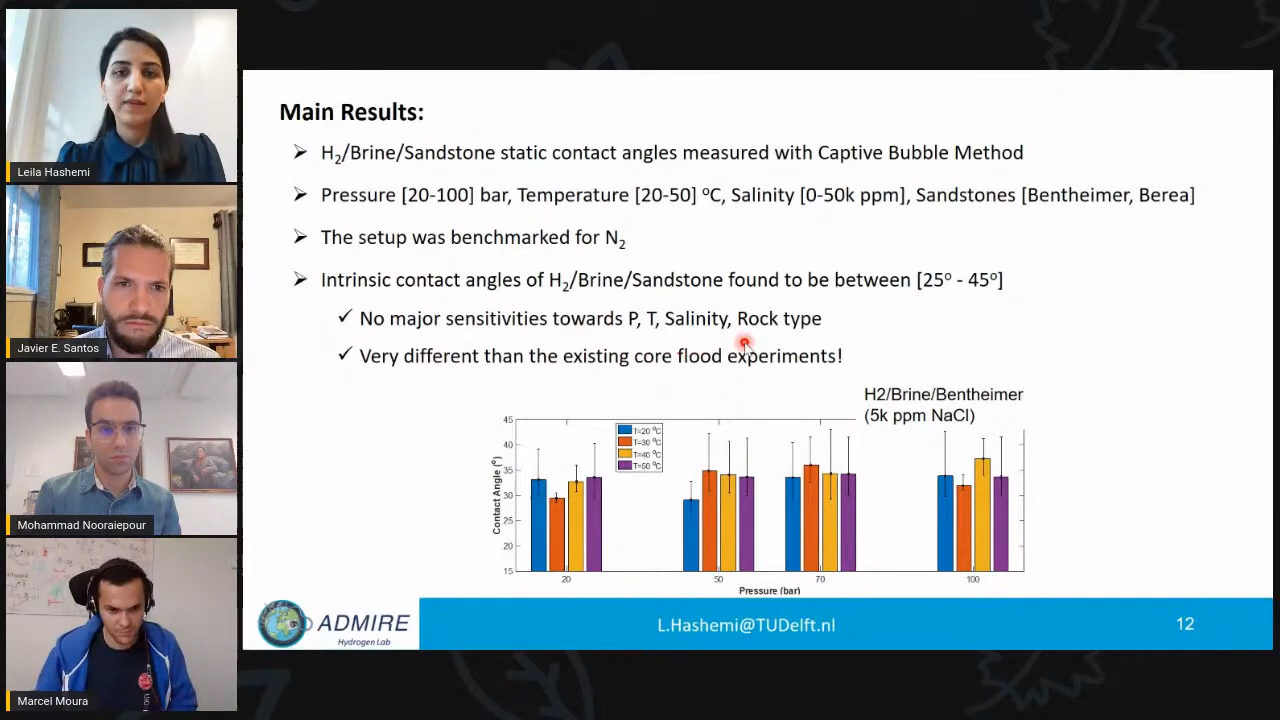 Leila Hashemi
Javier E. Santos
Mohammad Nooraiepour
Marcel Moura
Main Results:
➢ H₂/Brine/Sandstone static contact angles measured with Captive Bubble Method
➢ Pressure [20-100] bar, Temperature [20-50] ᵒC, Salinity [0-50k ppm], Sandstones [Bentheimer, Berea]
➢ The setup was benchmarked for N₂
➢ Intrinsic contact angles of H₂/Brine/Sandstone found to be between [25ᵒ - 45ᵒ]
✓ No major sensitivities towards P, T, Salinity, Rock type
✓ Very different than the existing core flood experiments!
H2/Brine/Bentheimer
(5k ppm NaCl)
Contact Angle (°)
45
40
35
30
25
20
15
T=20 °C
T=30 °C
T=40 °C
T=50 °C
20 50 70 100
Pressure (bar)
ADMIRE
Hydrogen Lab
L.Hashemi@TUDelft.nl
12